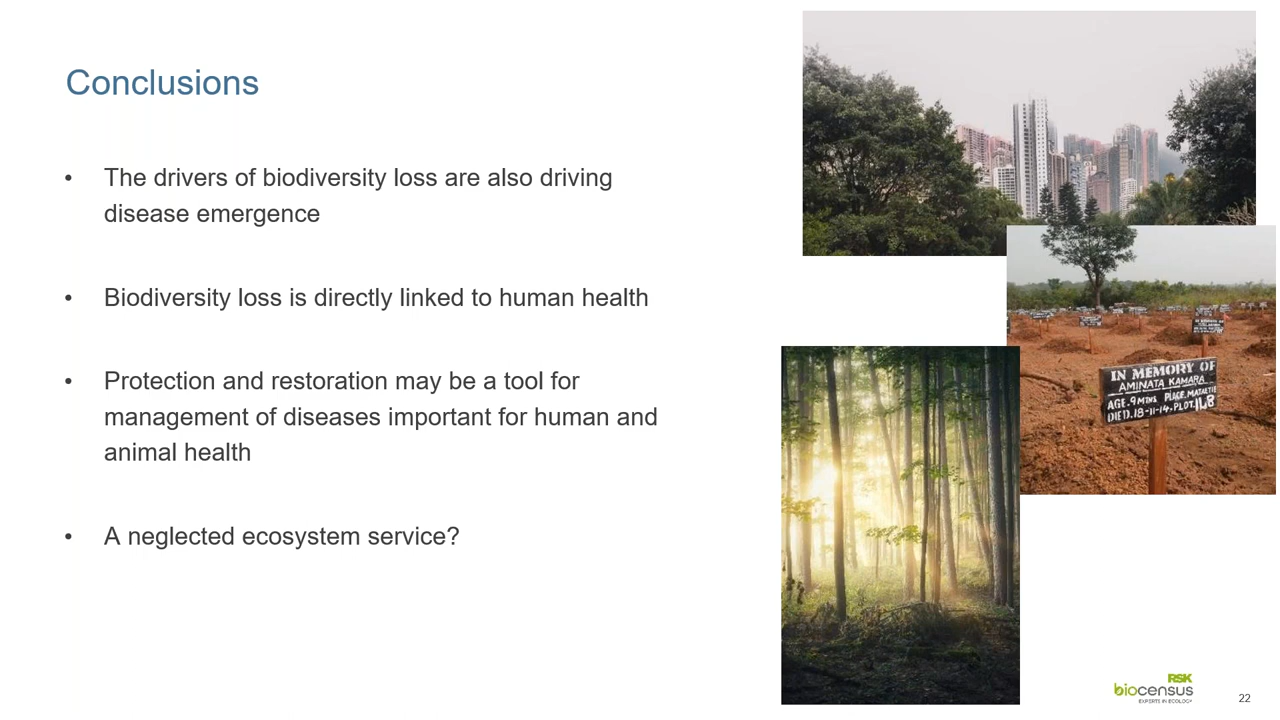 Conclusions
• The drivers of biodiversity loss are also driving
disease emergence
• Biodiversity loss is directly linked to human health
• Protection and restoration may be a tool for
management of diseases important for human and
animal health
• A neglected ecosystem service?
IN MEMORY OF
AMINATA KAMARA
AGE. 9 MTHS PLACE. MATAETIE
DIED. 18-11-14. PLOT. 148
RSK
biocensus
EXPERTS IN ECOLOGY
22